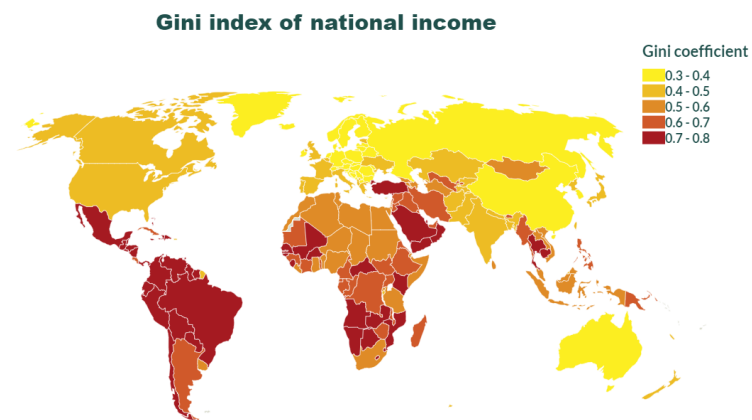 Gini index of national income
Gini coefficient
0.3 - 0.4
0.4 - 0.5
0.5 - 0.6
0.6 - 0.7
0.7 - 0.8